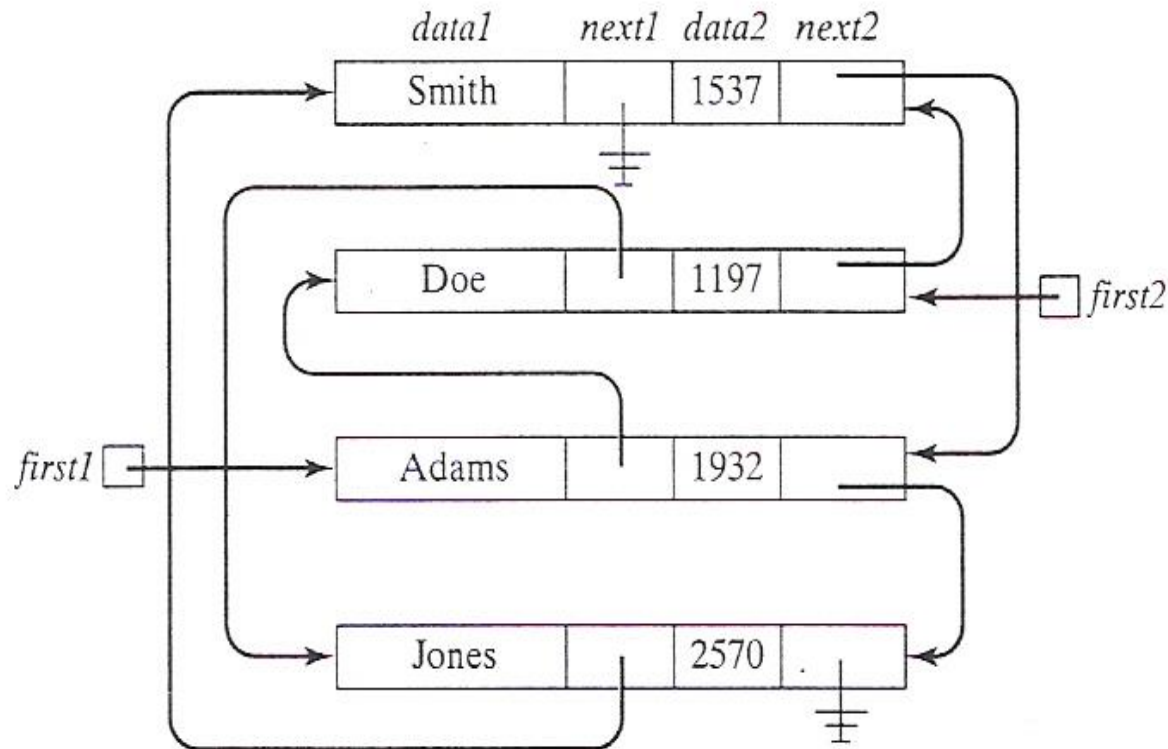 data1 next1 data2 next2
Smith 1537
Doe 1197
first2
Adams 1932
first1
Jones 2570